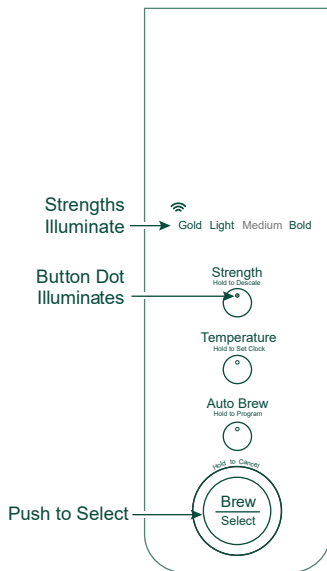 Strengths
Illuminate
Gold Light Medium Bold
Button Dot
Illuminates
Strength
Hold to Descale
Temperature
Hold to Set Clock
Auto Brew
Hold to Program
Hold to Cancel
Push to Select
Brew
Select